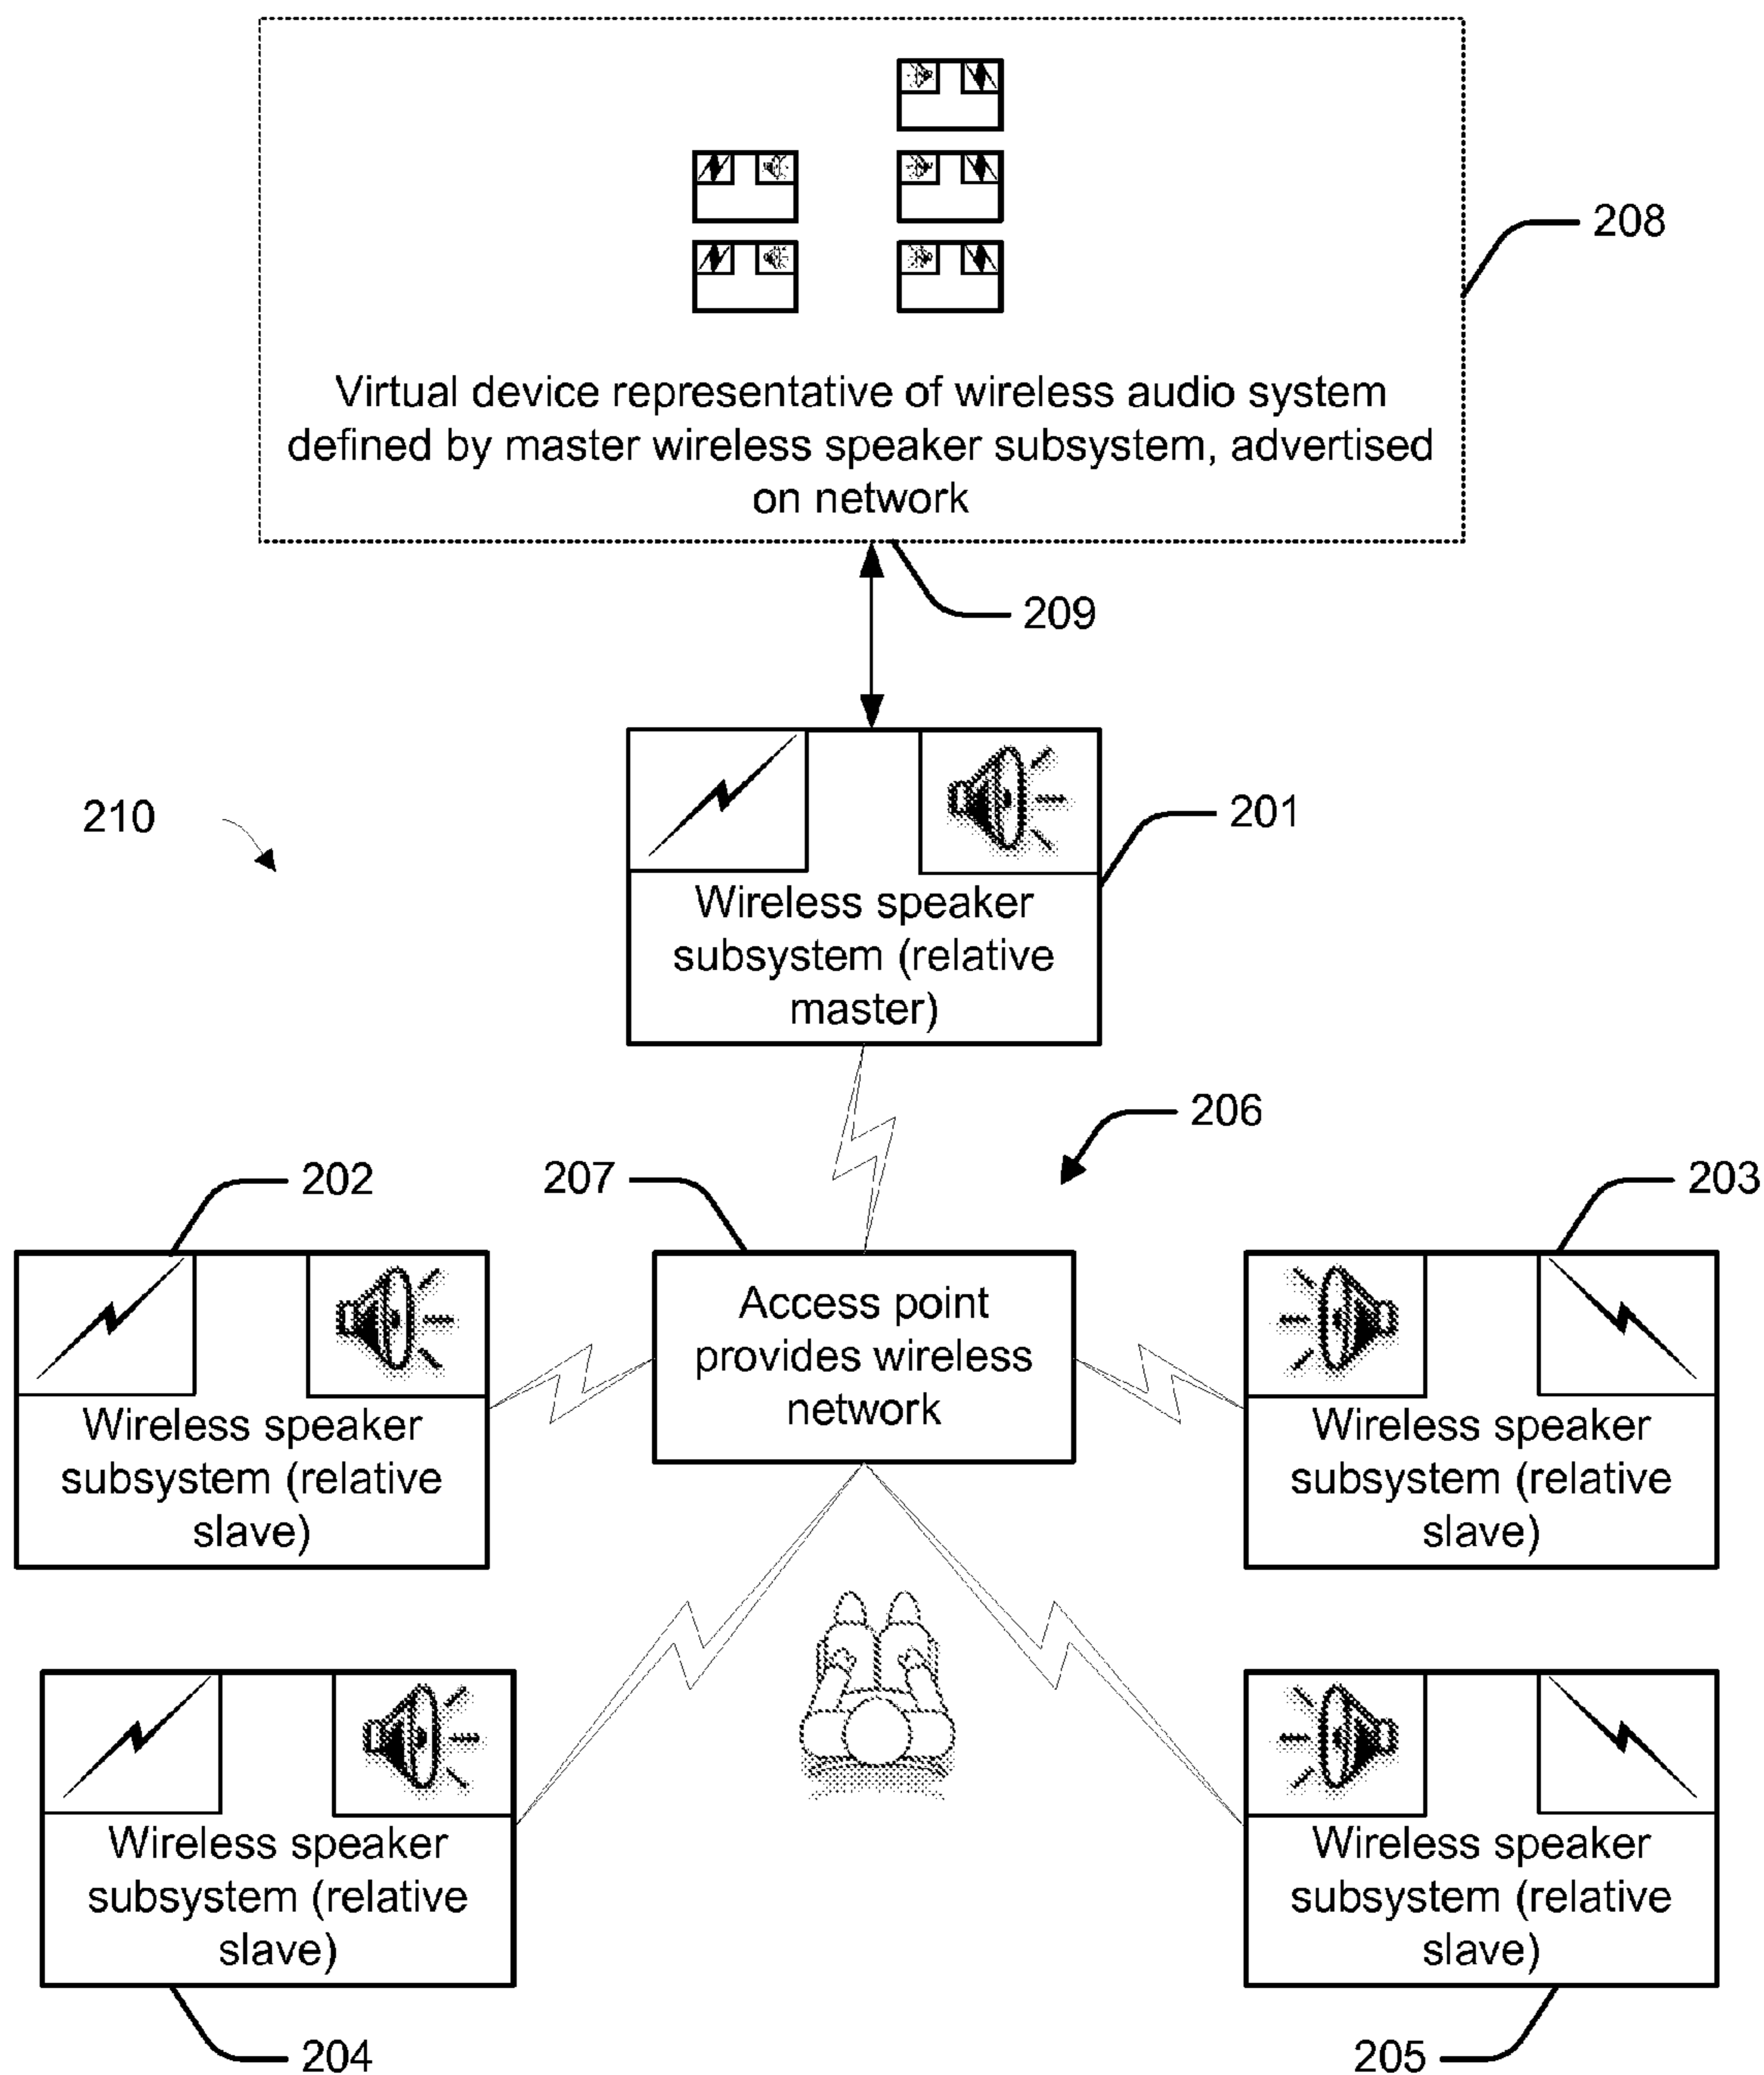 208
Virtual device representative of wireless audio system
defined by master wireless speaker subsystem, advertised
on network
209
210
201
Wireless speaker
subsystem (relative
master)
206
202
207
203
Access point
provides wireless
network
Wireless speaker
subsystem (relative
slave)
Wireless speaker
subsystem (relative
slave)
Wireless speaker
subsystem (relative
slave)
Wireless speaker
subsystem (relative
slave)
204
205